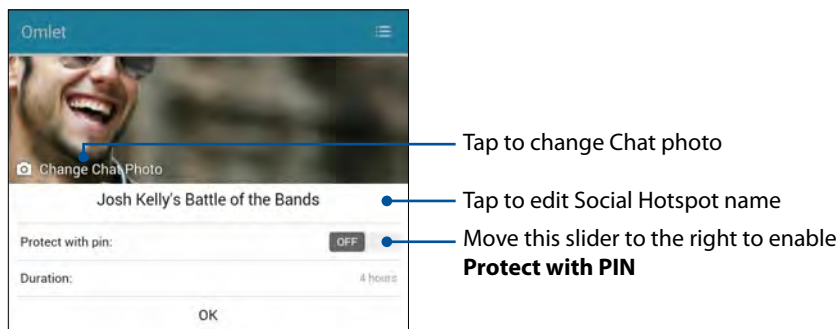 Omlet
Change Chat Photo
Tap to change Chat photo
Josh Kelly's Battle of the Bands
Tap to edit Social Hotspot name
Protect with pin:
OFF
Move this slider to the right to enable
Protect with PIN
Duration:
4 hours
OK